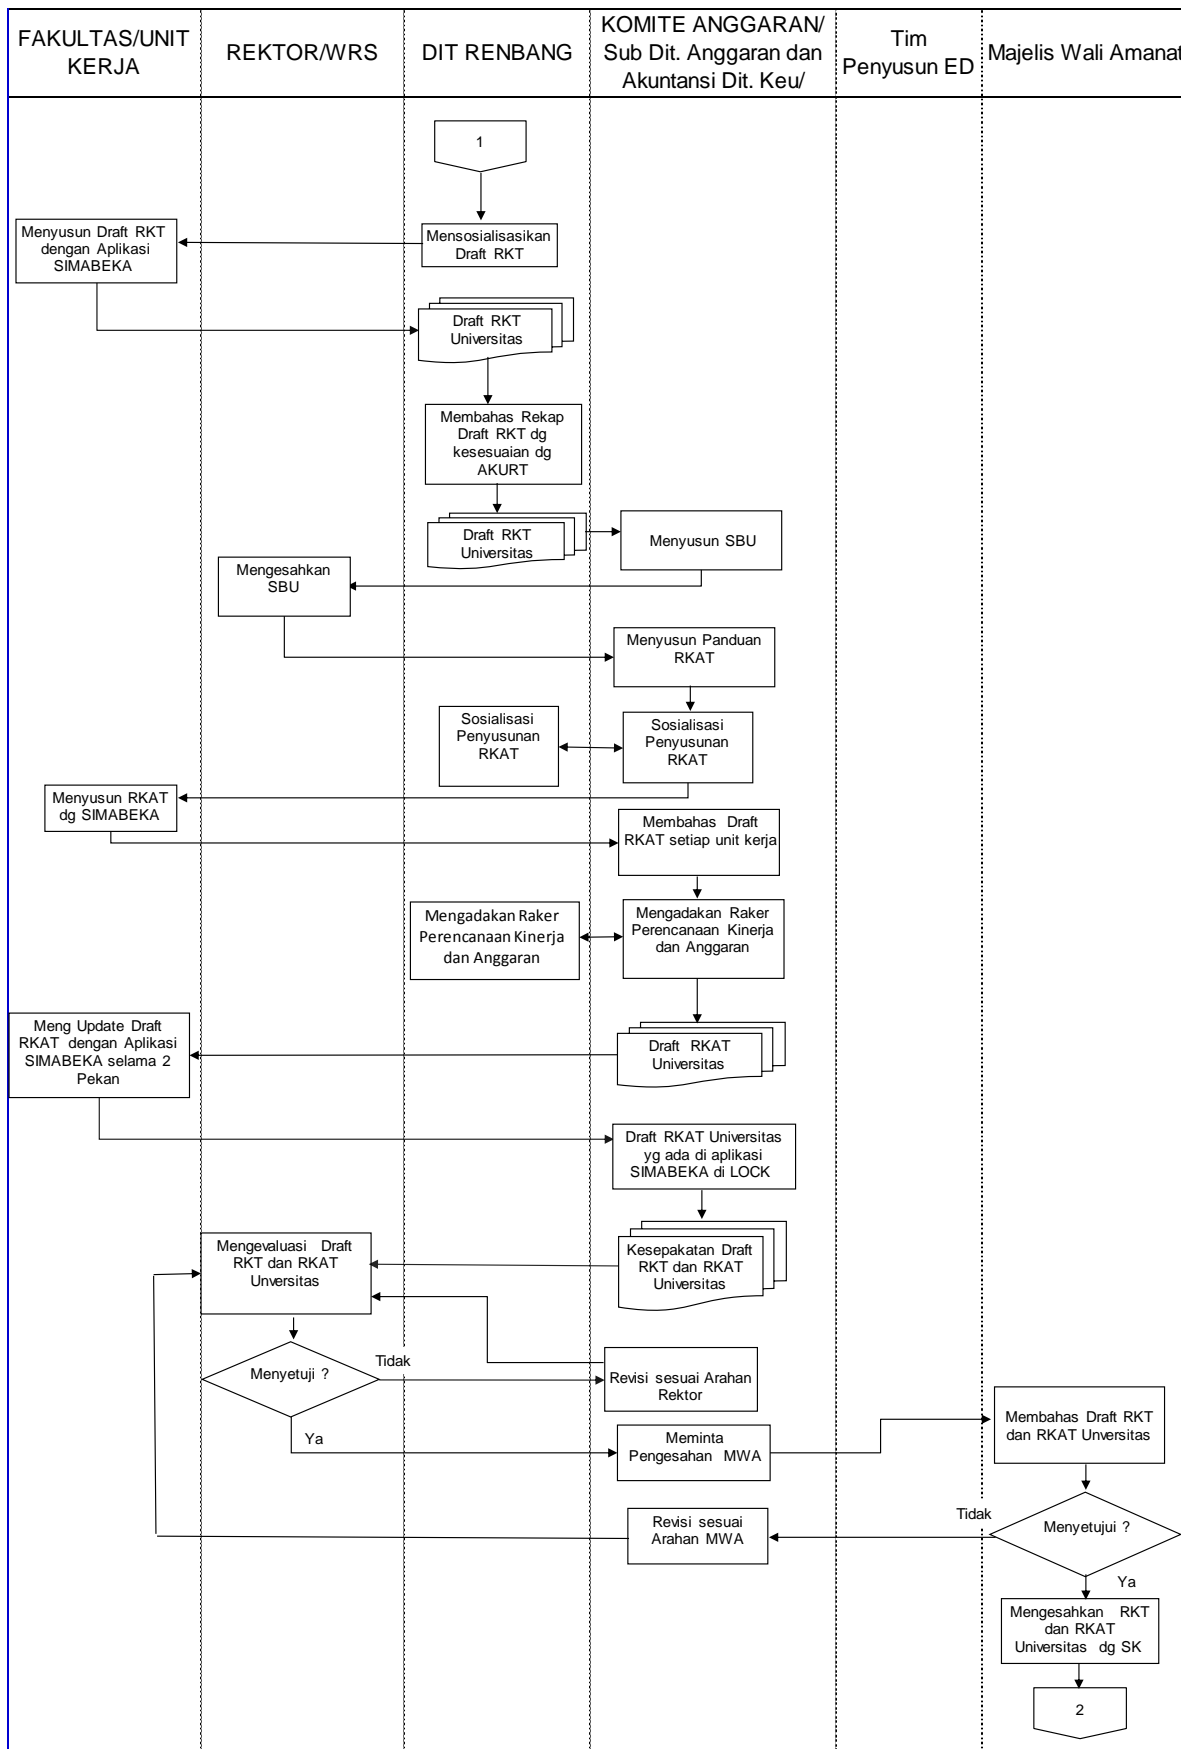 FAKULTAS/UNIT
KERJA
REKTOR/WRS
DIT RENBANG
KOMITE ANGGARAN/
Sub Dit. Anggaran dan
Akuntansi Dit. Keu/
Tim
Penyusun ED
Majelis Wali Amanat
1
Menyusun Draft RKT
dengan Aplikasi
SIMABEKA
Mensosialisasikan
Draft RKT
Draft RKT
Universitas
Membahas Rekap
Draft RKT dg
kesesuaian dg
AKURT
Draft RKT
Universitas
Menyusun SBU
Mengesahkan
SBU
Menyusun Panduan
RKAT
Sosialisasi
Penyusunan
RKAT
Sosialisasi
Penyusunan
RKAT
Menyusun RKAT
dg SIMABEKA
Membahas Draft
RKAT setiap unit kerja
Mengadakan Raker
Perencanaan Kinerja
dan Anggaran
Mengadakan Raker
Perencanaan Kinerja
dan Anggaran
Meng Update Draft
RKAT dengan Aplikasi
SIMABEKA selama 2
Pekan
Draft RKAT
Universitas
Draft RKAT Universitas
yg ada di aplikasi
SIMABEKA di LOCK
Mengevaluasi Draft
RKT dan RKAT
Unversitas
Kesepakatan Draft
RKT dan RKAT
Universitas
Menyetuji ?
Tidak
Revisi sesuai Arahan
Rektor
Ya
Meminta
Pengesahan MWA
Membahas Draft RKT
dan RKAT Unversitas
Revisi sesuai
Arahan MWA
Tidak
Menyetujui ?
Ya
Mengesahkan RKT
dan RKAT
Universitas dg SK
2